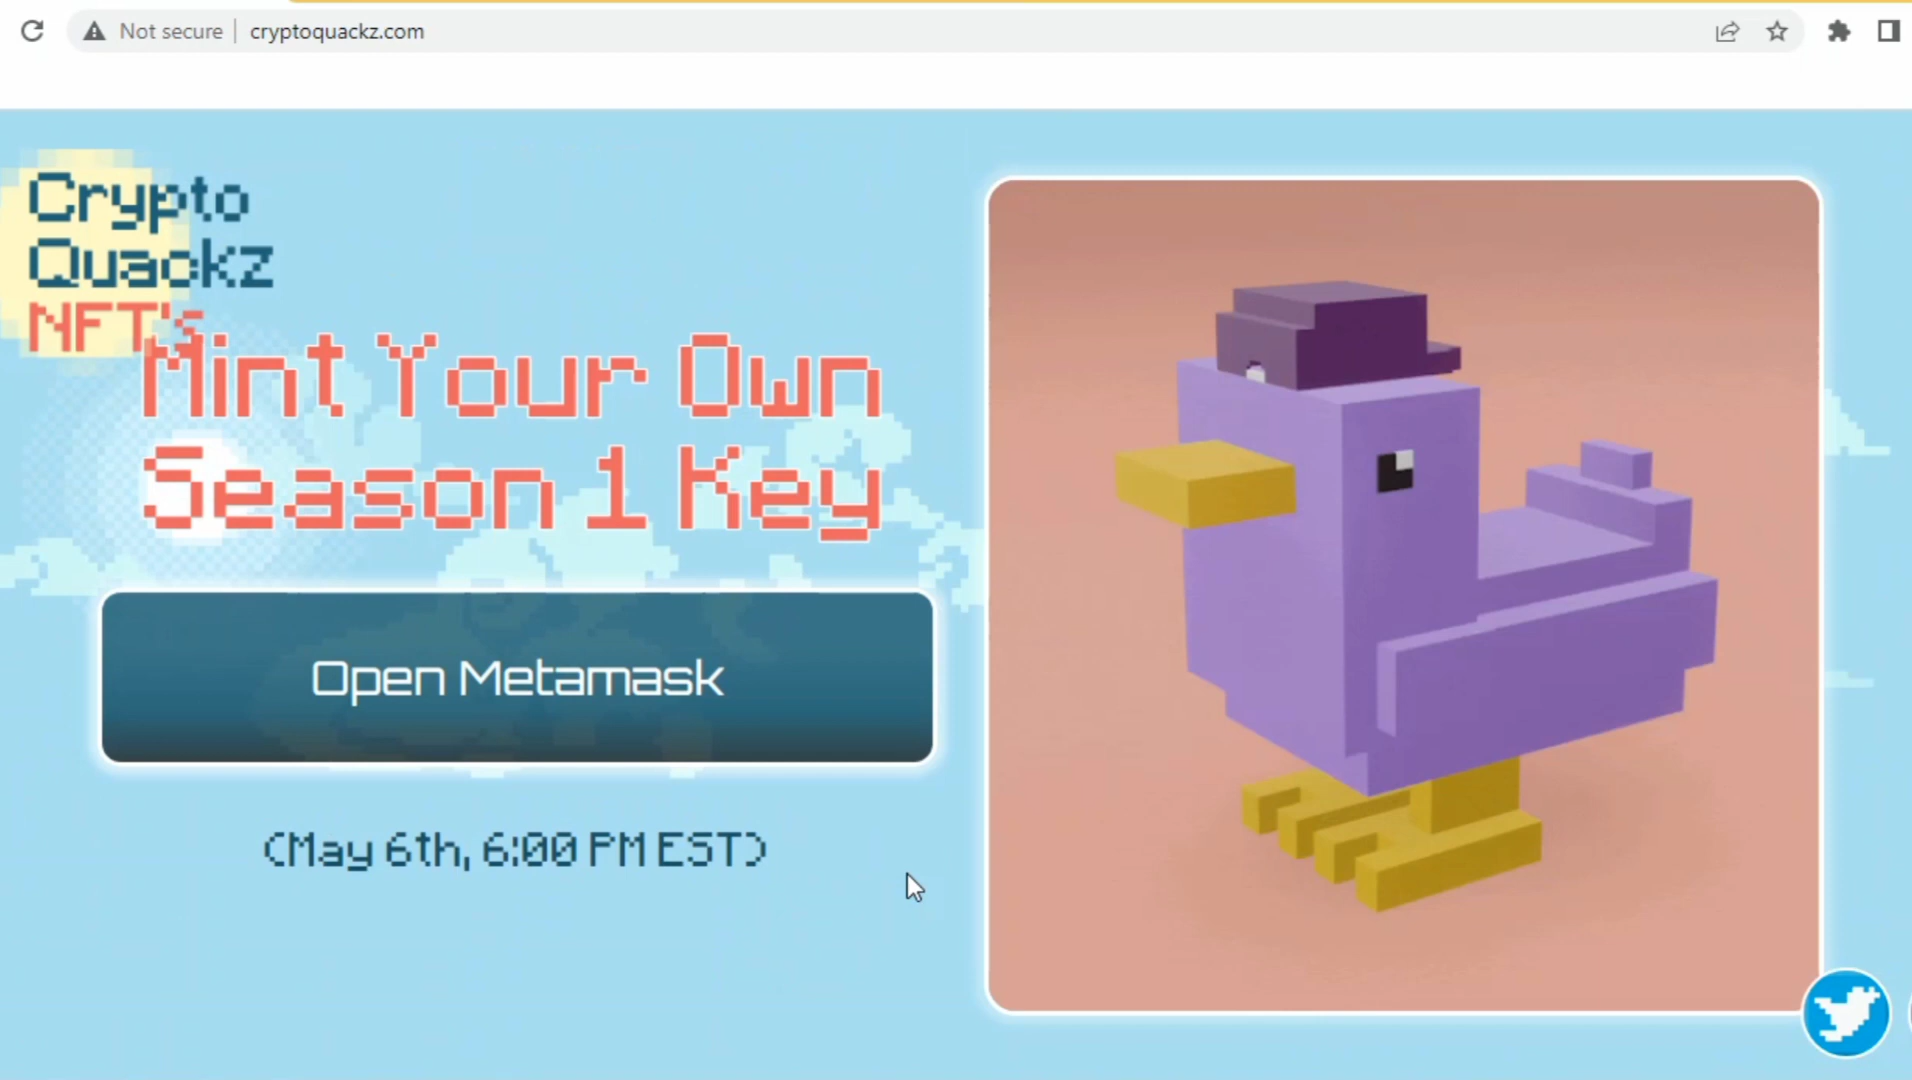 Not secure
cryptoquackz.com
Crypto
Quackz
NFT's
Mint Your Own
Season 1 Key
Open Metamask
(May 6th, 6:00 PM EST)